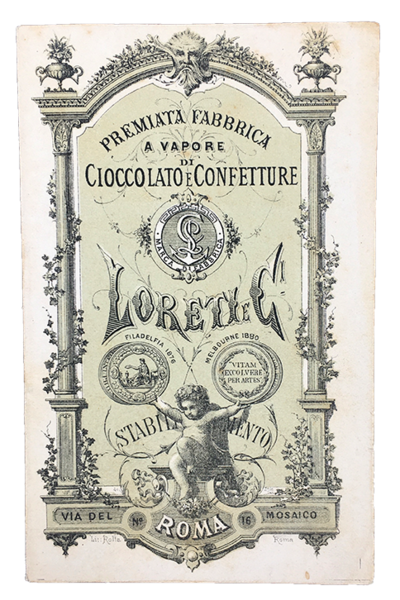 PREMIATA FABBRICA
A VAPORE
DI
CIOCCOLATO E CONFETTURE
MARCA DI FABBRICA
LORETI E C.i
FILADELFIA 1876
MELBOURNE 1880
VITAM
EXCOLVERE
PER ARTES
STABILIMENTO
VIA DEL No 16 MOSAICO
ROMA
Roma